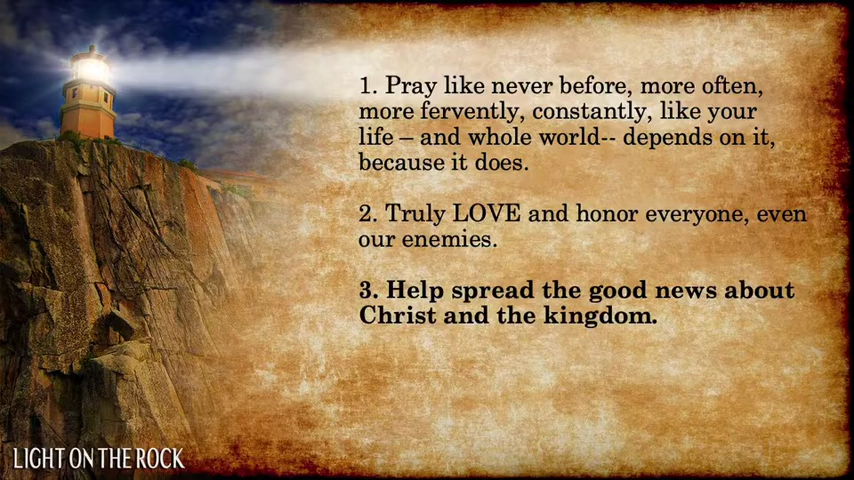 1. Pray like never before, more often,
more fervently, constantly, like your
life – and whole world-- depends on it,
because it does.
2. Truly LOVE and honor everyone, even
our enemies.
3. Help spread the good news about
Christ and the kingdom.
LIGHT ON THE ROCK